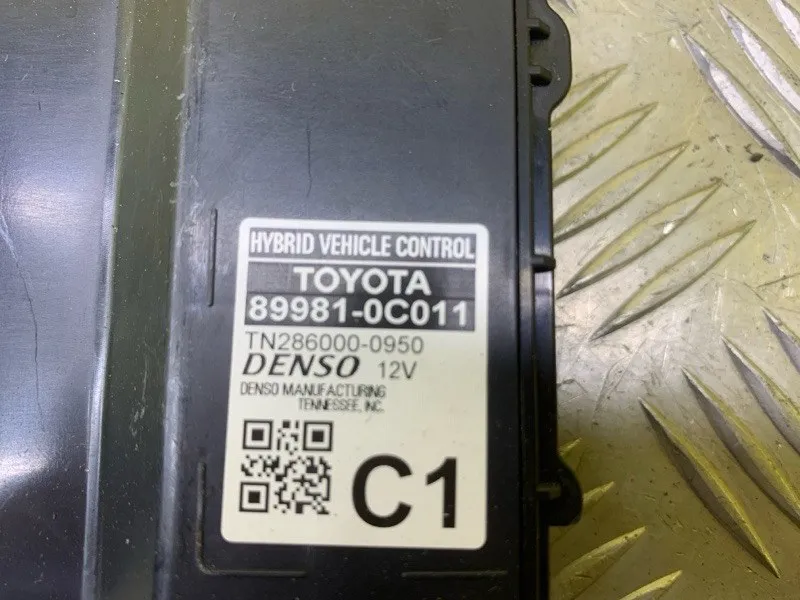 HYBRID VEHICLE CONTROL
TOYOTA
89981-0C011
TN286000-0950
DENSO 12V
DENSO MANUFACTURING
TENNESSEE, INC.
C1